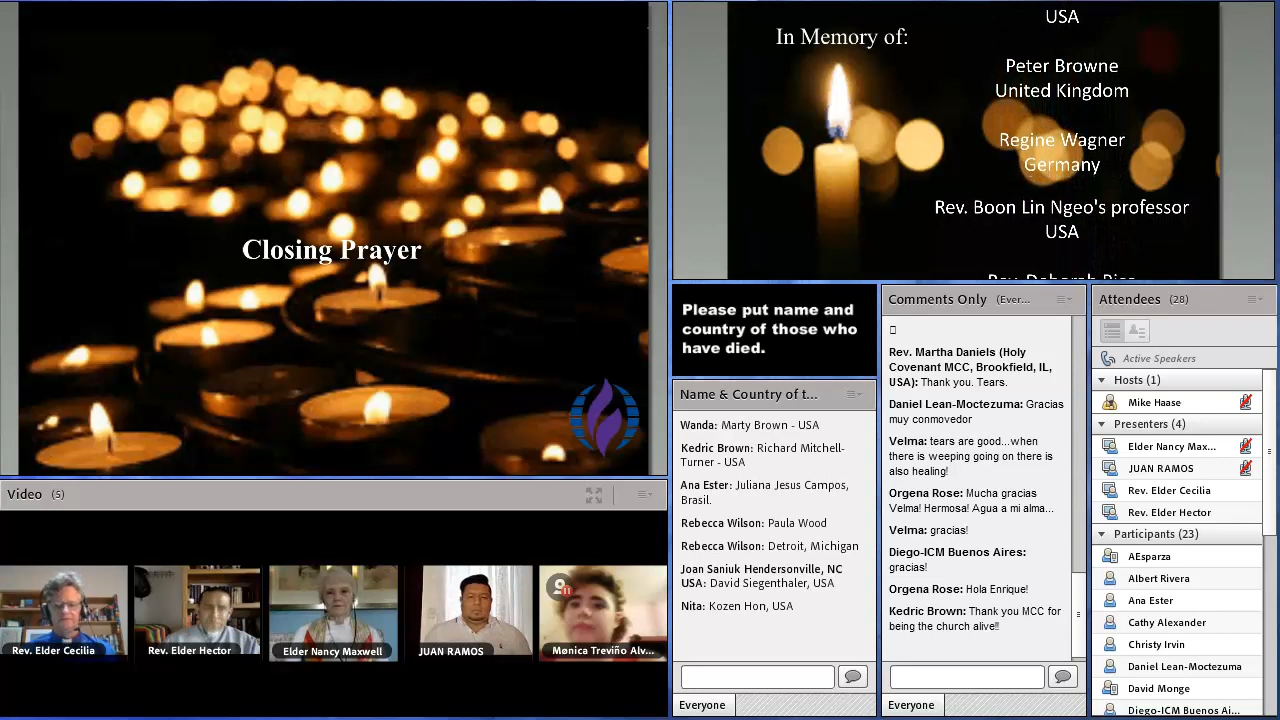 Closing Prayer
In Memory of:
USA
Peter Browne
United Kingdom
Regine Wagner
Germany
Rev. Boon Lin Ngeo's professor
USA
Rev. Deborah
Please put name and
country of those who
have died.
Name & Country of t...
Wanda: Marty Brown - USA
Kedric Brown: Richard Mitchell-
Turner - USA
Ana Ester: Juliana Jesus Campos,
Brasil.
Rebecca Wilson: Paula Wood
Rebecca Wilson: Detroit, Michigan
Joan Saniuk Hendersonville, NC
USA: David Siegenthaler, USA
Nita: Kozen Hon, USA
Everyone
Comments Only (Ever...
Rev. Martha Daniels (Holy
Covenant MCC, Brookfield, IL,
USA): Thank you. Tears.
Daniel Lean-Moctezuma: Gracias
muy conmovedor
Velma: tears are good...when
there is weeping going on there is
also healing!
Orgena Rose: Mucha gracias
Velma! Hermosa! Agua a mi alma...
Velma: gracias!
Diego-ICM Buenos Aires:
gracias!
Orgena Rose: Hola Enrique!
Kedric Brown: Thank you MCC for
being the church alive!!
Everyone
Attendees (28)
Active Speakers
Hosts (1)
Mike Haase
Presenters (4)
Elder Nancy Max...
JUAN RAMOS
Rev. Elder Cecilia
Rev. Elder Hector
Participants (23)
AEsparza
Albert Rivera
Ana Ester
Cathy Alexander
Christy Irvin
Daniel Lean-Moctezuma
David Monge
Diego-ICM Buenos Ai...
Video (5)
Rev. Elder Cecilia
Rev. Elder Hector
Elder Nancy Maxwell
JUAN RAMOS
Mønica Treviño Alv...